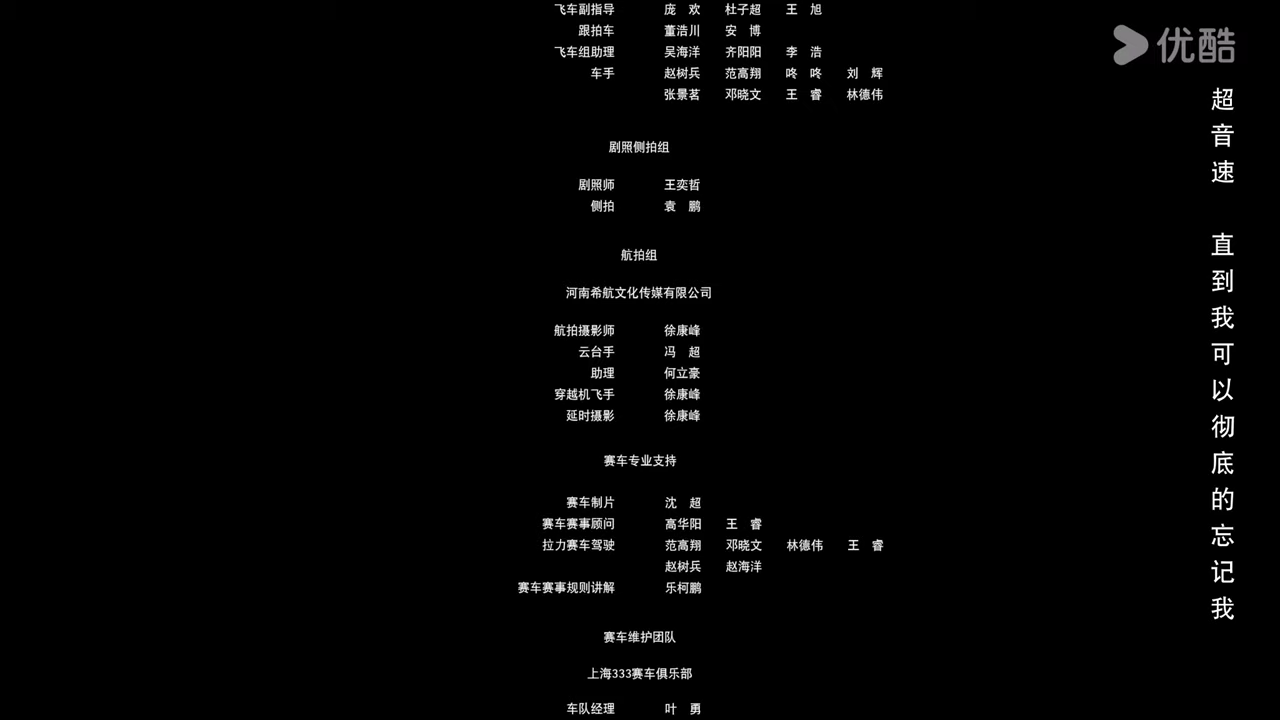 飞车副指导 庞 欢 杜子超 王 旭
跟拍车 董浩川 安 博
飞车组助理 吴海洋 齐阳阳 李 浩
车手 赵树兵 范高翔 咚 咚 刘 辉
张景茗 邓晓文 王 睿 林德伟
剧照侧拍组
剧照师 王奕哲
侧拍 袁 鹏
航拍组
河南希航文化传媒有限公司
航拍摄影师 徐康峰
云台手 冯 超
助理 何立豪
穿越机飞手 徐康峰
延时摄影 徐康峰
赛车专业支持
赛车制片 沈 超
赛车赛事顾问 高华阳 王 睿
拉力赛车驾驶 范高翔 邓晓文 林德伟 王 睿
赵树兵 赵海洋
赛车赛事规则讲解 乐柯鹏
赛车维护团队
上海333赛车俱乐部
车队经理 叶 勇
优酷
超音速 直到我可以彻底的忘记我